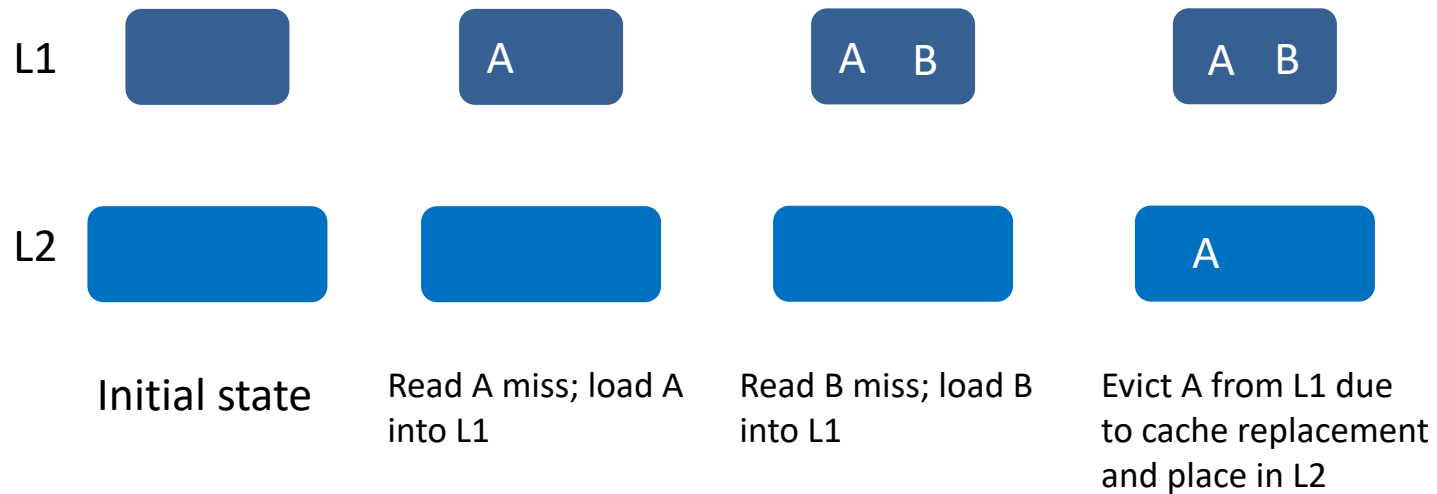 L1
A
A B
A B
L2
A
Initial state
Read A miss; load A
into L1
Read B miss; load B
into L1
Evict A from L1 due
to cache replacement
and place in L2